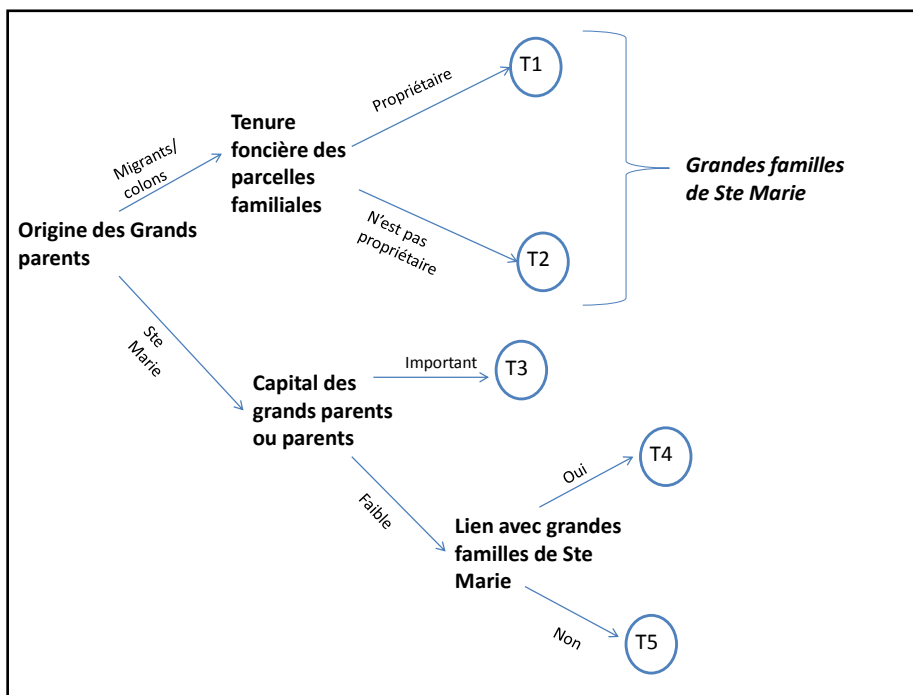 Origine des Grands
parents
Migrants/
colons
Tenure
foncière des
parcelles
familiales
Propriétaire
T1
N'est pas
propriétaire
T2
Grandes familles
de Ste Marie
Ste
Marie
Capital des
grands parents
ou parents
Important
T3
Faible
Lien avec grandes
familles de Ste
Marie
Oui
T4
Non
T5